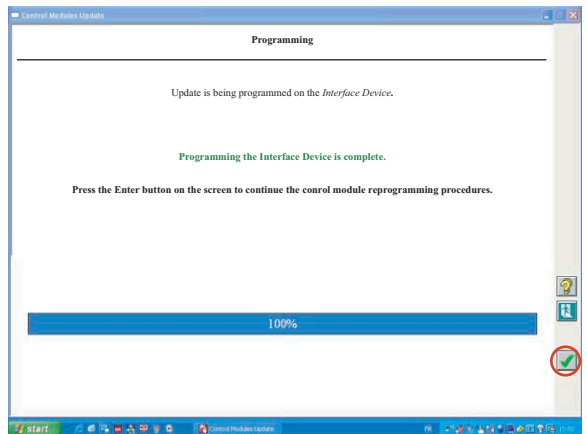 Control Modules Update
Programming
Update is being programmed on the Interface Device.
Programming the Interface Device is complete.
Press the Enter button on the screen to continue the conrol module reprogramming procedures.
100%
start
Control Modules Update
FR